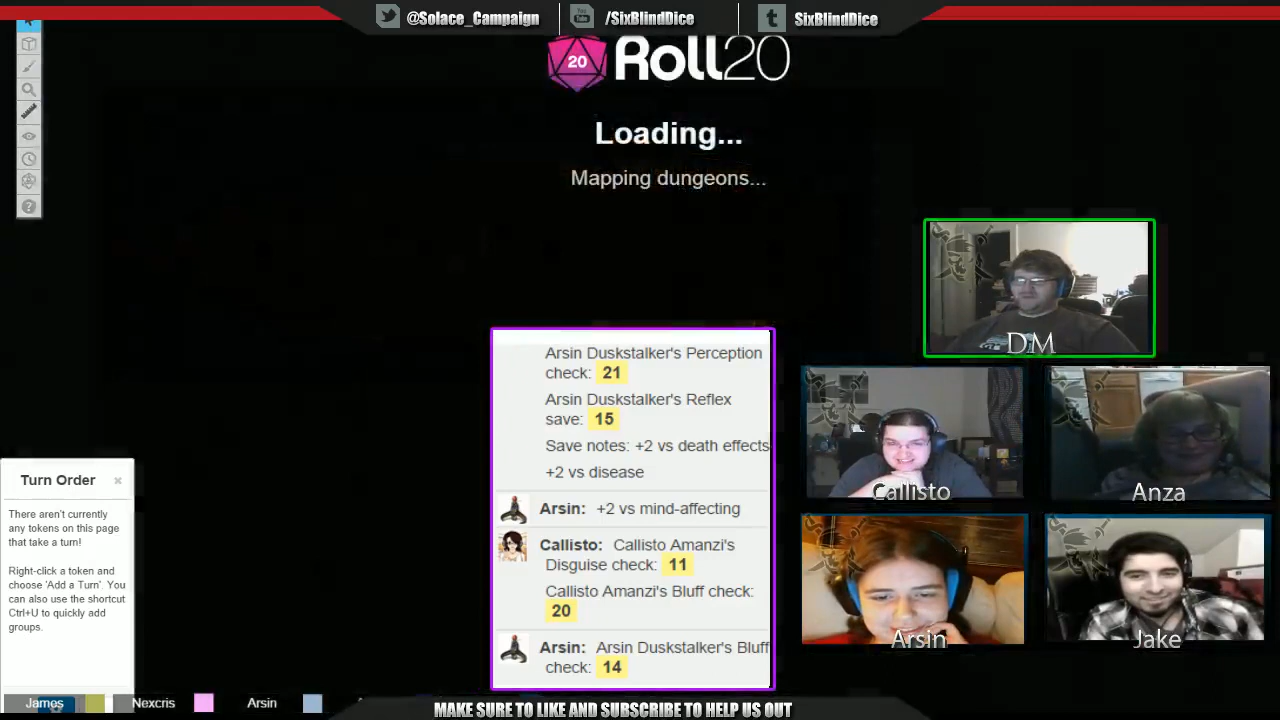 @Solace_Campaign
You Tube
/SixBlindDice
t
SixBlindDice
20
Roll20
Loading...
Mapping dungeons...
DM
Arsin Duskstalker's Perception
check: 21
Arsin Duskstalker's Reflex
save: 15
Save notes: +2 vs death effects
+2 vs disease
Arsin: +2 vs mind-affecting
Callisto: Callisto Amanzi's
Disguise check: 11
Callisto Amanzi's Bluff check:
20
Arsin: Arsin Duskstalker's Bluff
check: 14
Callisto
Anza
Arsin
Jake
Turn Order ×
There aren't currently
any tokens on this page
that take a turn!
Right-click a token and
choose 'Add a Turn'. You
can also use the shortcut
Ctrl+U to quickly add
groups.
James
Nexcris
Arsin
MAKE SURE TO LIKE AND SUBSCRIBE TO HELP US OUT